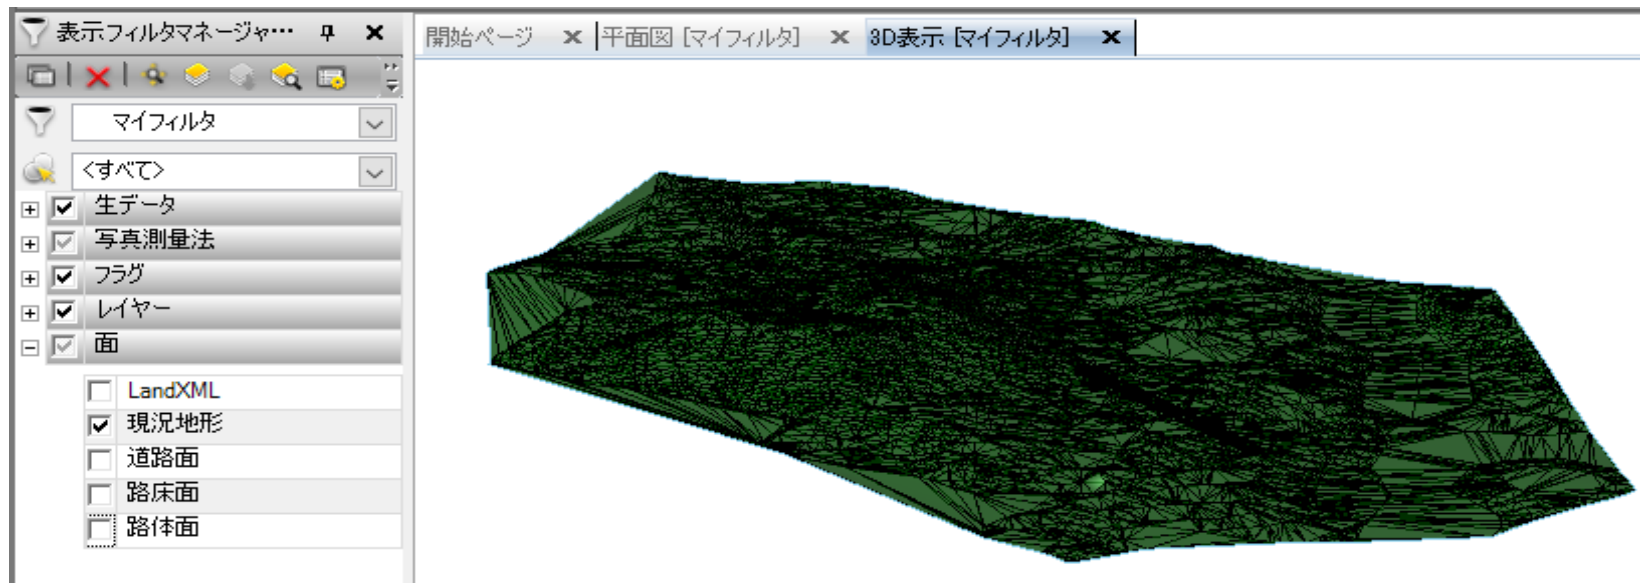 表示フィルタマネージャ…
開始ページ
平面図 [マイフィルタ]
3D表示 [マイフィルタ]
マイフィルタ
<すべて>
生データ
写真測量法
フラグ
レイヤー
面
LandXML
現況地形
道路面
路床面
路体面